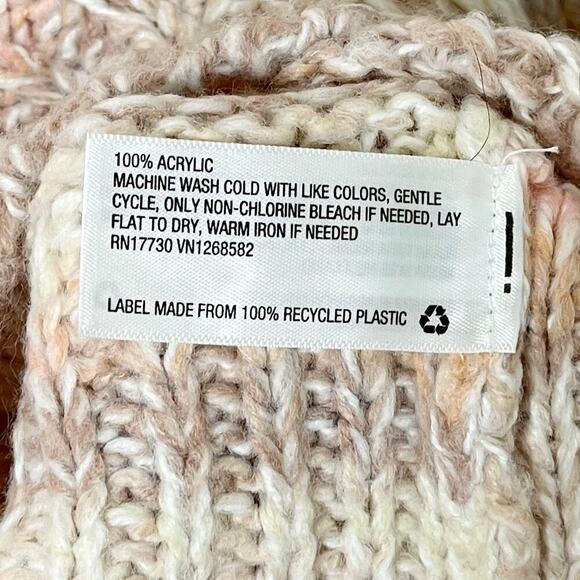 100% ACRYLIC
MACHINE WASH COLD WITH LIKE COLORS, GENTLE
CYCLE, ONLY NON-CHLORINE BLEACH IF NEEDED, LAY
FLAT TO DRY, WARM IRON IF NEEDED
RN17730 VN1268582
LABEL MADE FROM 100% RECYCLED PLASTIC